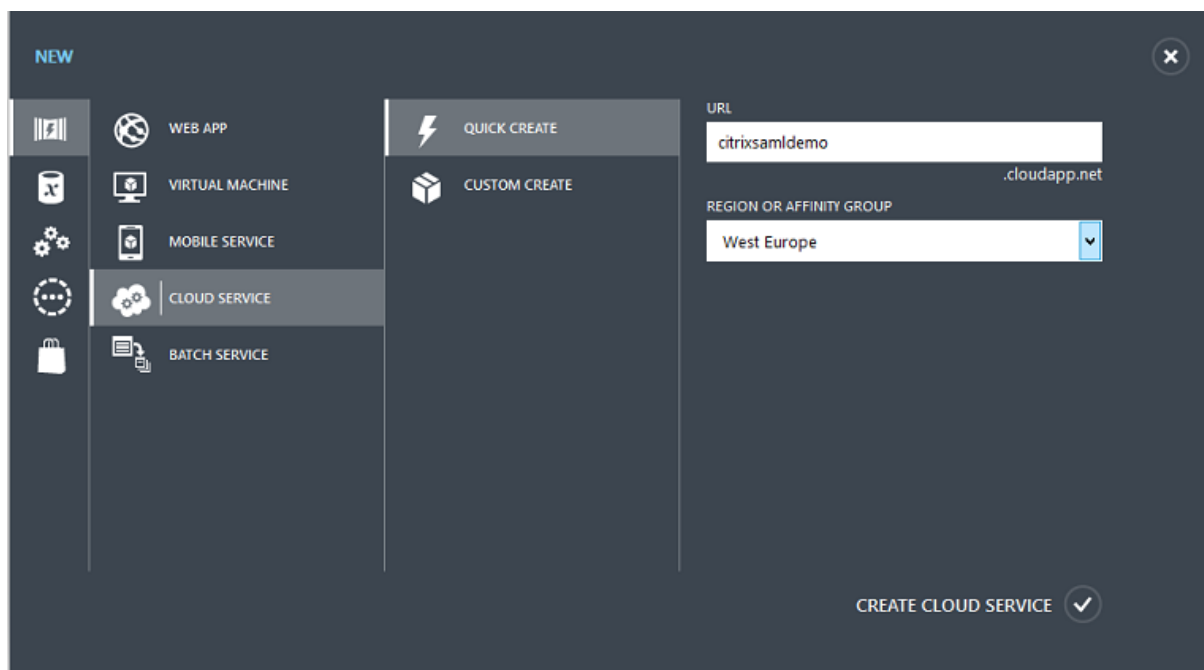 NEW
WEB APP
VIRTUAL MACHINE
MOBILE SERVICE
CLOUD SERVICE
BATCH SERVICE
QUICK CREATE
CUSTOM CREATE
URL
citrixsamldemo
.cloudapp.net
REGION OR AFFINITY GROUP
West Europe
CREATE CLOUD SERVICE